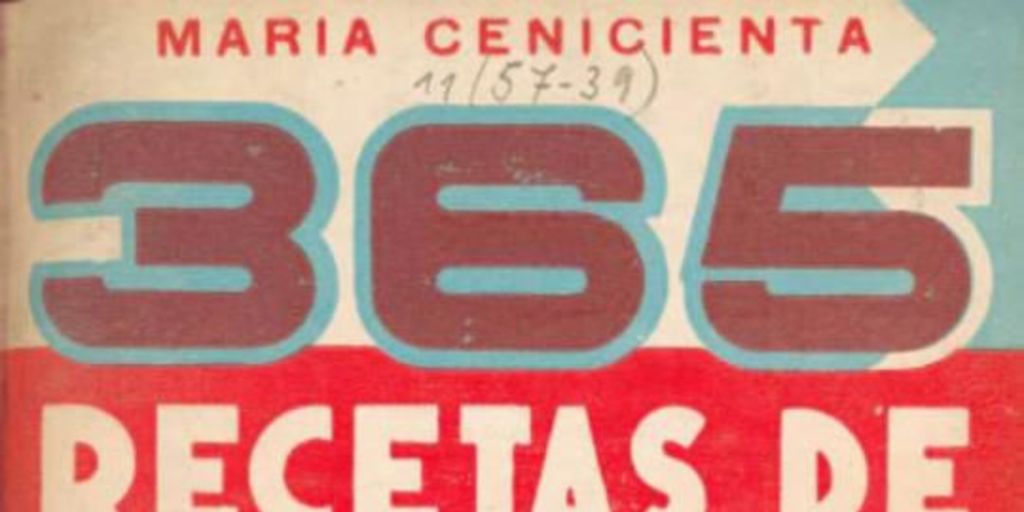 MARIA CENICIENTA
11 (57-39)
365
RECETAS DE